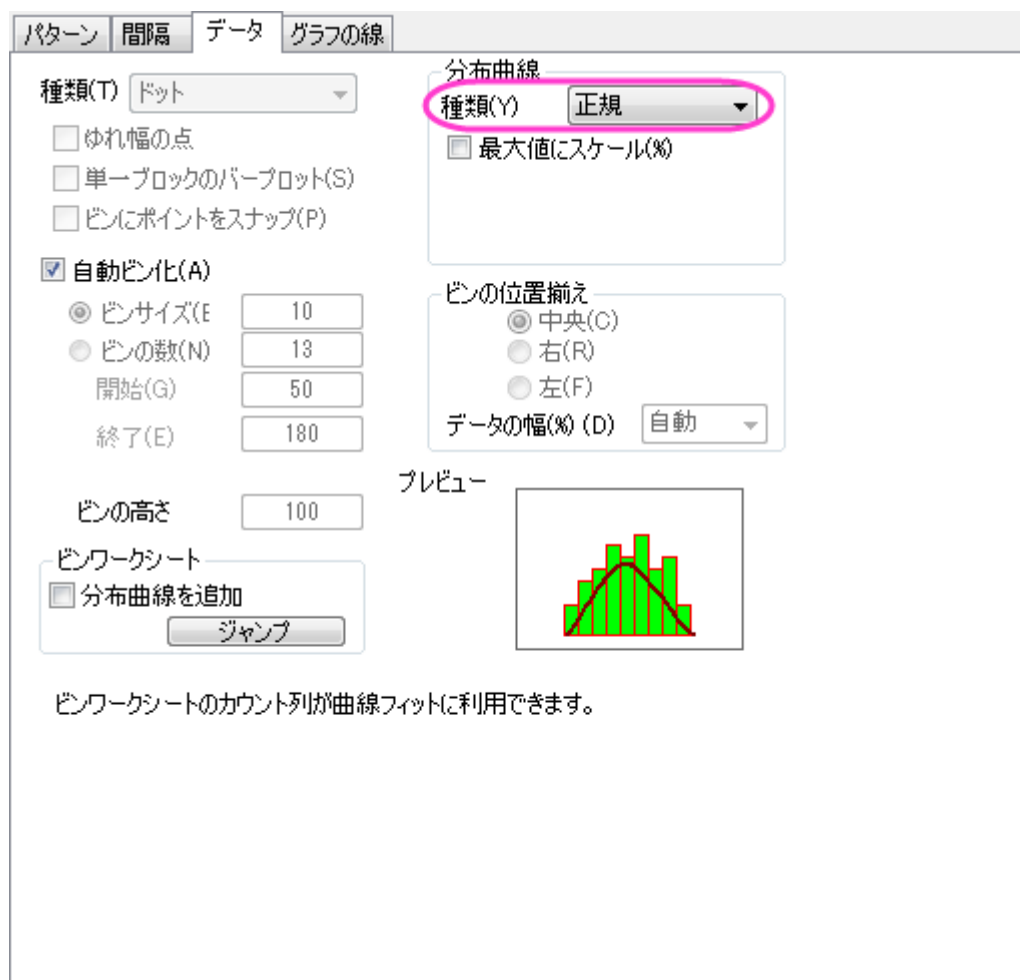 パターン 間隔 データ グラフの線
種類(T) ドット
ゆれ幅の点
単一ブロックのバープロット(S)
ビンにポイントをスナップ(P)
自動ビン化(A)
ビンサイズ(E 10
ビンの数(N) 13
開始(G) 50
終了(E) 180
ビンの高さ 100
ビンワークシート
分布曲線を追加
ジャンプ
分布曲線
種類(Y) 正規
最大値にスケール(%)
ビンの位置揃え
中央(C)
右(R)
左(F)
データの幅(%) (D) 自動
プレビュー
ビンワークシートのカウント列が曲線フィットに利用できます。